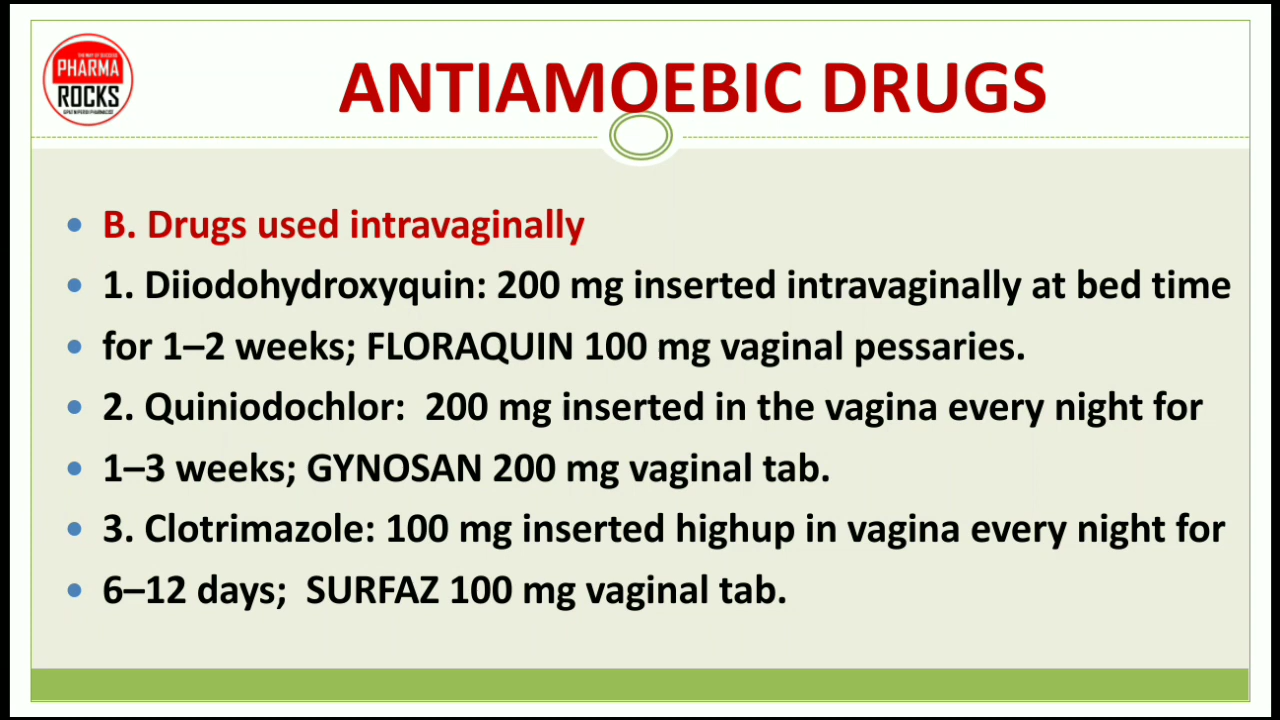 PHARMA
ROCKS
ANTIAMOEBIC DRUGS
B. Drugs used intravaginally
1. Diiodohydroxyquin: 200 mg inserted intravaginally at bed time
for 1–2 weeks; FLORAQUIN 100 mg vaginal pessaries.
2. Quiniodochlor:  200 mg inserted in the vagina every night for
1–3 weeks; GYNOSAN 200 mg vaginal tab.
3. Clotrimazole: 100 mg inserted highup in vagina every night for
6–12 days;  SURFAZ 100 mg vaginal tab.